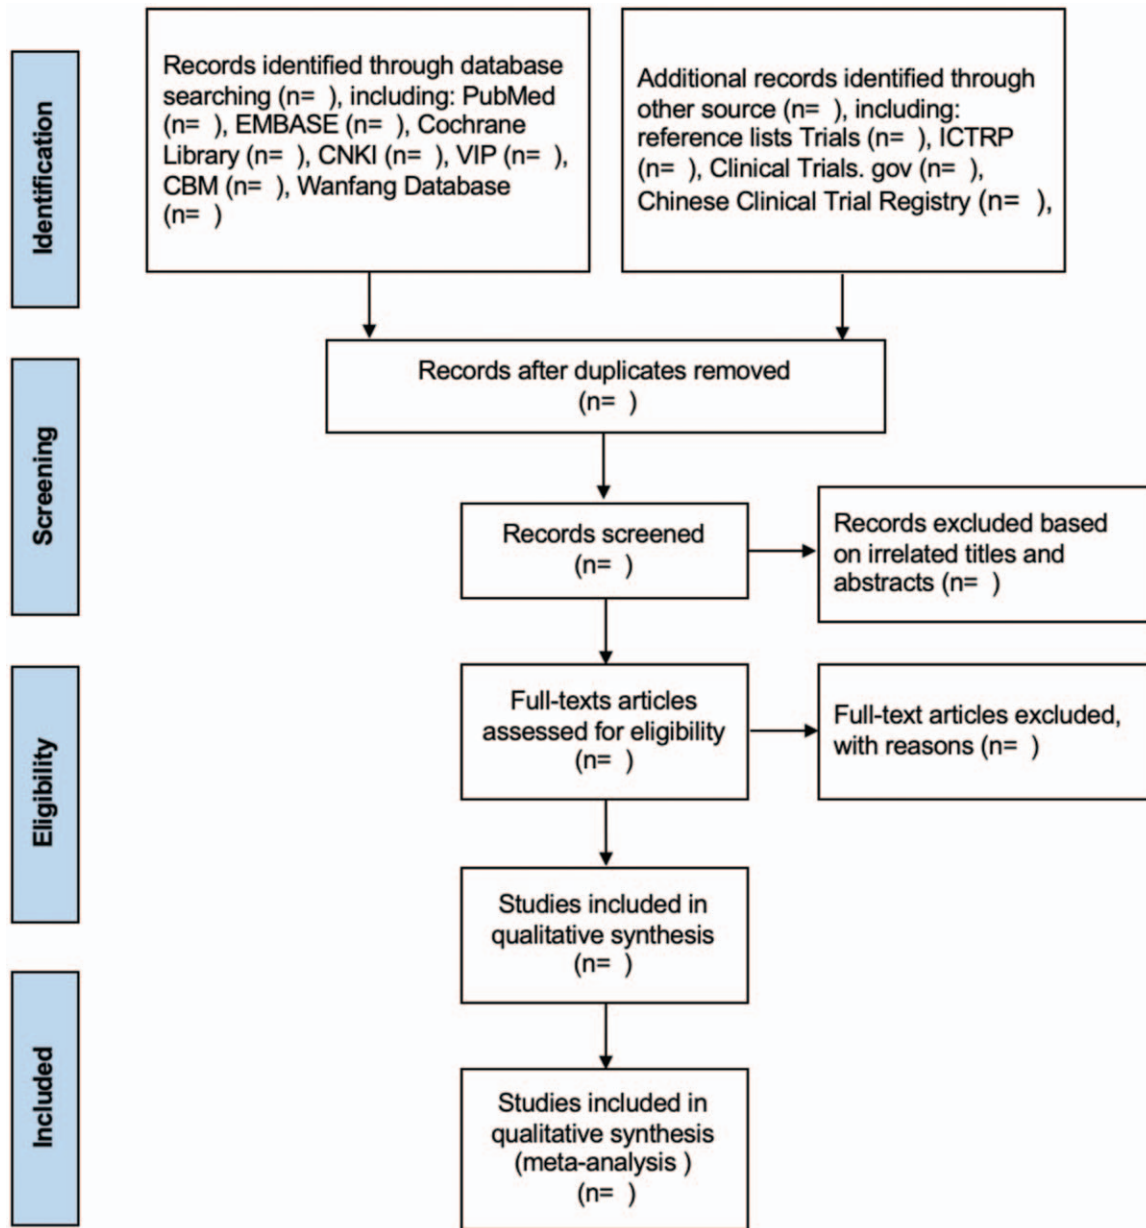 Identification
Records identified through database
searching (n=  ), including: PubMed
(n=  ), EMBASE (n=  ), Cochrane
Library (n=  ), CNKI (n=  ), VIP (n=  ),
CBM (n=  ), Wanfang Database
(n=  )
Additional records identified through
other source (n=  ), including:
reference lists Trials (n=  ), ICTRP
(n=  ), Clinical Trials. gov (n=  ),
Chinese Clinical Trial Registry (n=  ),
Screening
Records after duplicates removed
(n=  )
Records screened
(n=  )
Records excluded based
on irrelated titles and
abstracts (n=  )
Eligibility
Full-texts articles
assessed for eligibility
(n=  )
Full-text articles excluded,
with reasons (n=  )
Studies included in
qualitative synthesis
(n=  )
Included
Studies included in
qualitative synthesis
(meta-analysis )
(n=  )